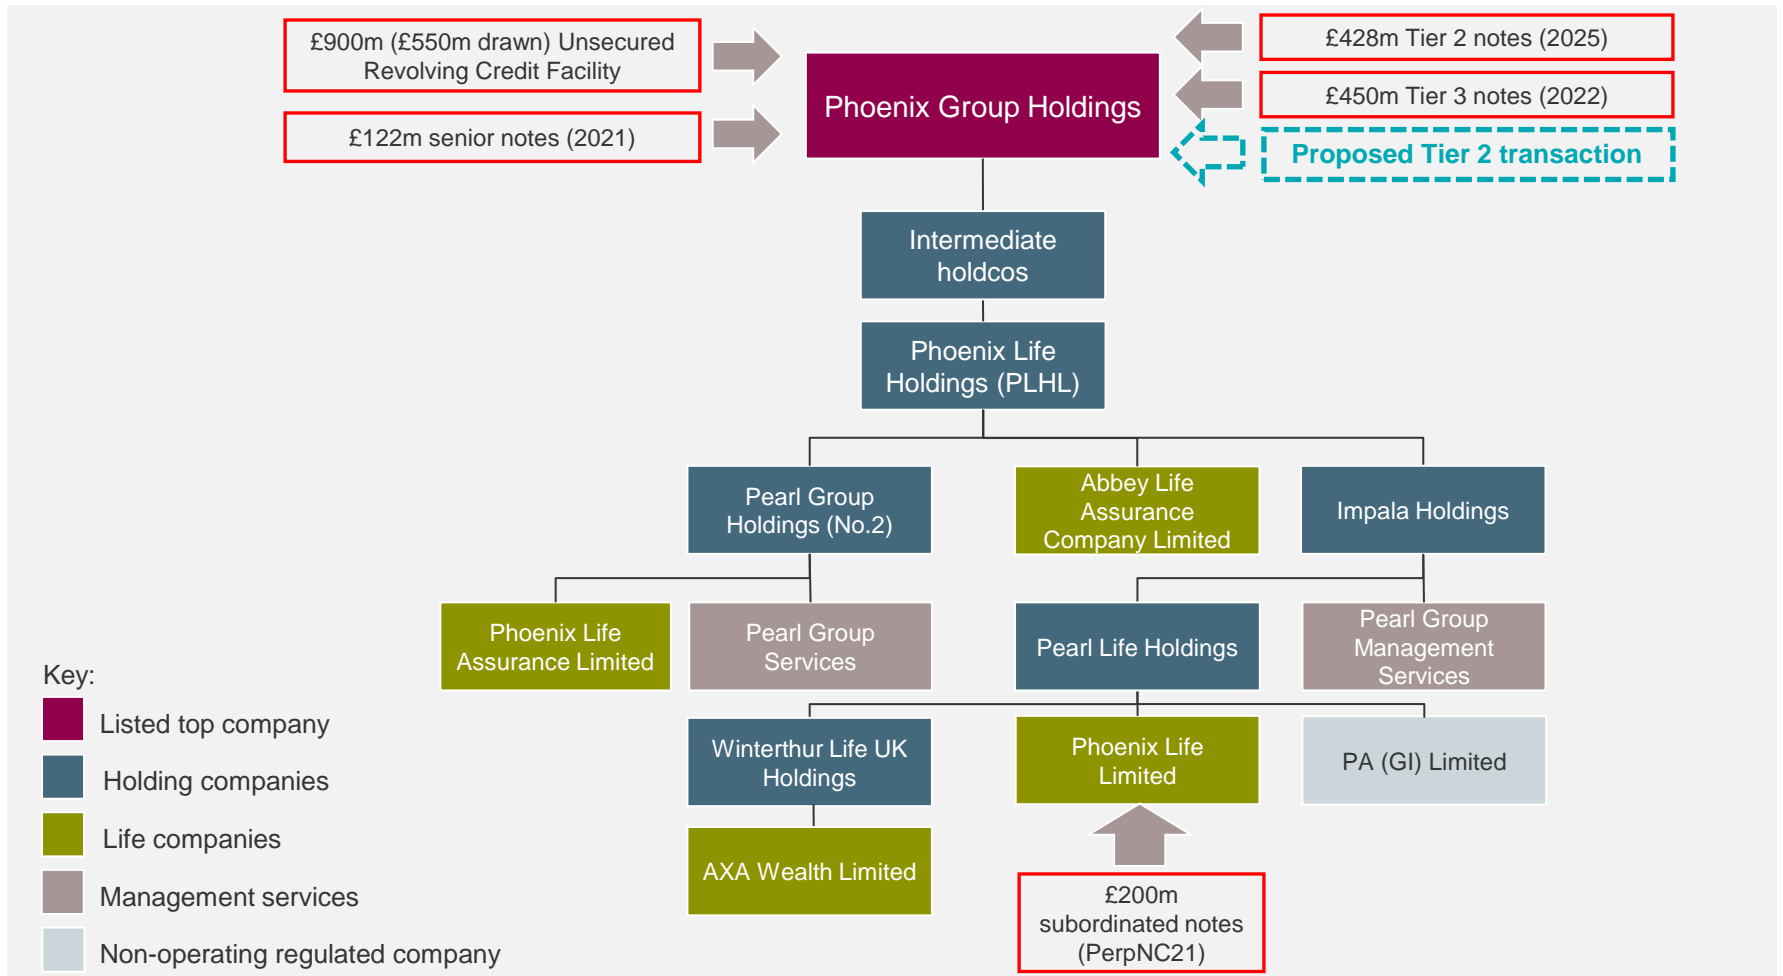 £900m (£550m drawn) Unsecured
Revolving Credit Facility
£122m senior notes (2021)
Phoenix Group Holdings
£428m Tier 2 notes (2025)
£450m Tier 3 notes (2022)
Proposed Tier 2 transaction
Intermediate
holdcos
Phoenix Life
Holdings (PLHL)
Pearl Group
Holdings (No.2)
Abbey Life
Assurance
Company Limited
Impala Holdings
Phoenix Life
Assurance Limited
Pearl Group
Services
Pearl Life Holdings
Pearl Group
Management
Services
Winterthur Life UK
Holdings
Phoenix Life
Limited
PA (GI) Limited
AXA Wealth Limited
£200m
subordinated notes
(PerpNC21)
Key:
Listed top company
Holding companies
Life companies
Management services
Non-operating regulated company